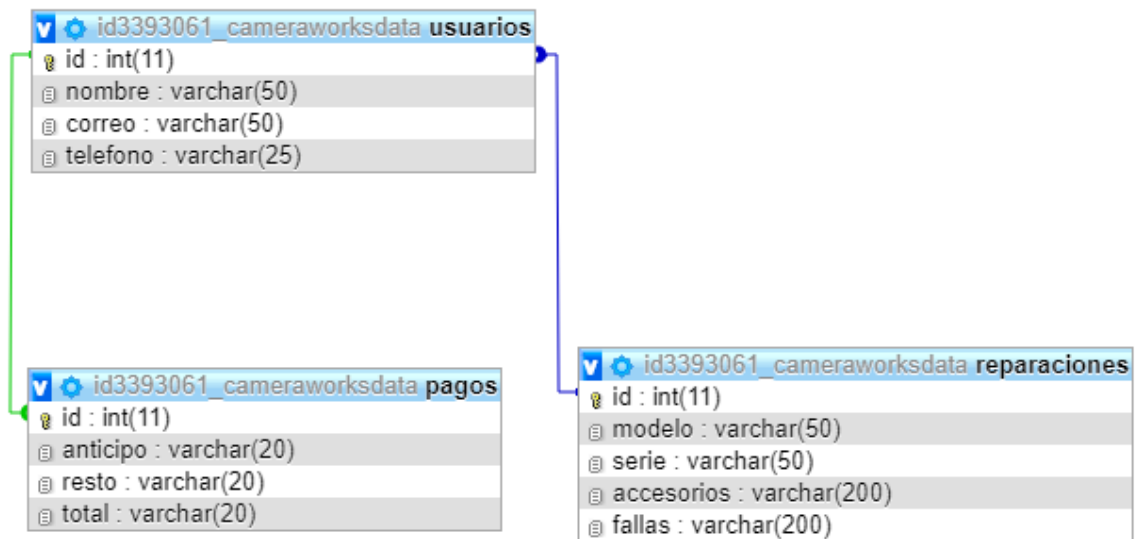 id3393061_cameraworksdata usuarios
id : int(11)
nombre : varchar(50)
correo : varchar(50)
telefono : varchar(25)
id3393061_cameraworksdata pagos
id : int(11)
anticipo : varchar(20)
resto : varchar(20)
total : varchar(20)
id3393061_cameraworksdata reparaciones
id : int(11)
modelo : varchar(50)
serie : varchar(50)
accesorios : varchar(200)
fallas : varchar(200)